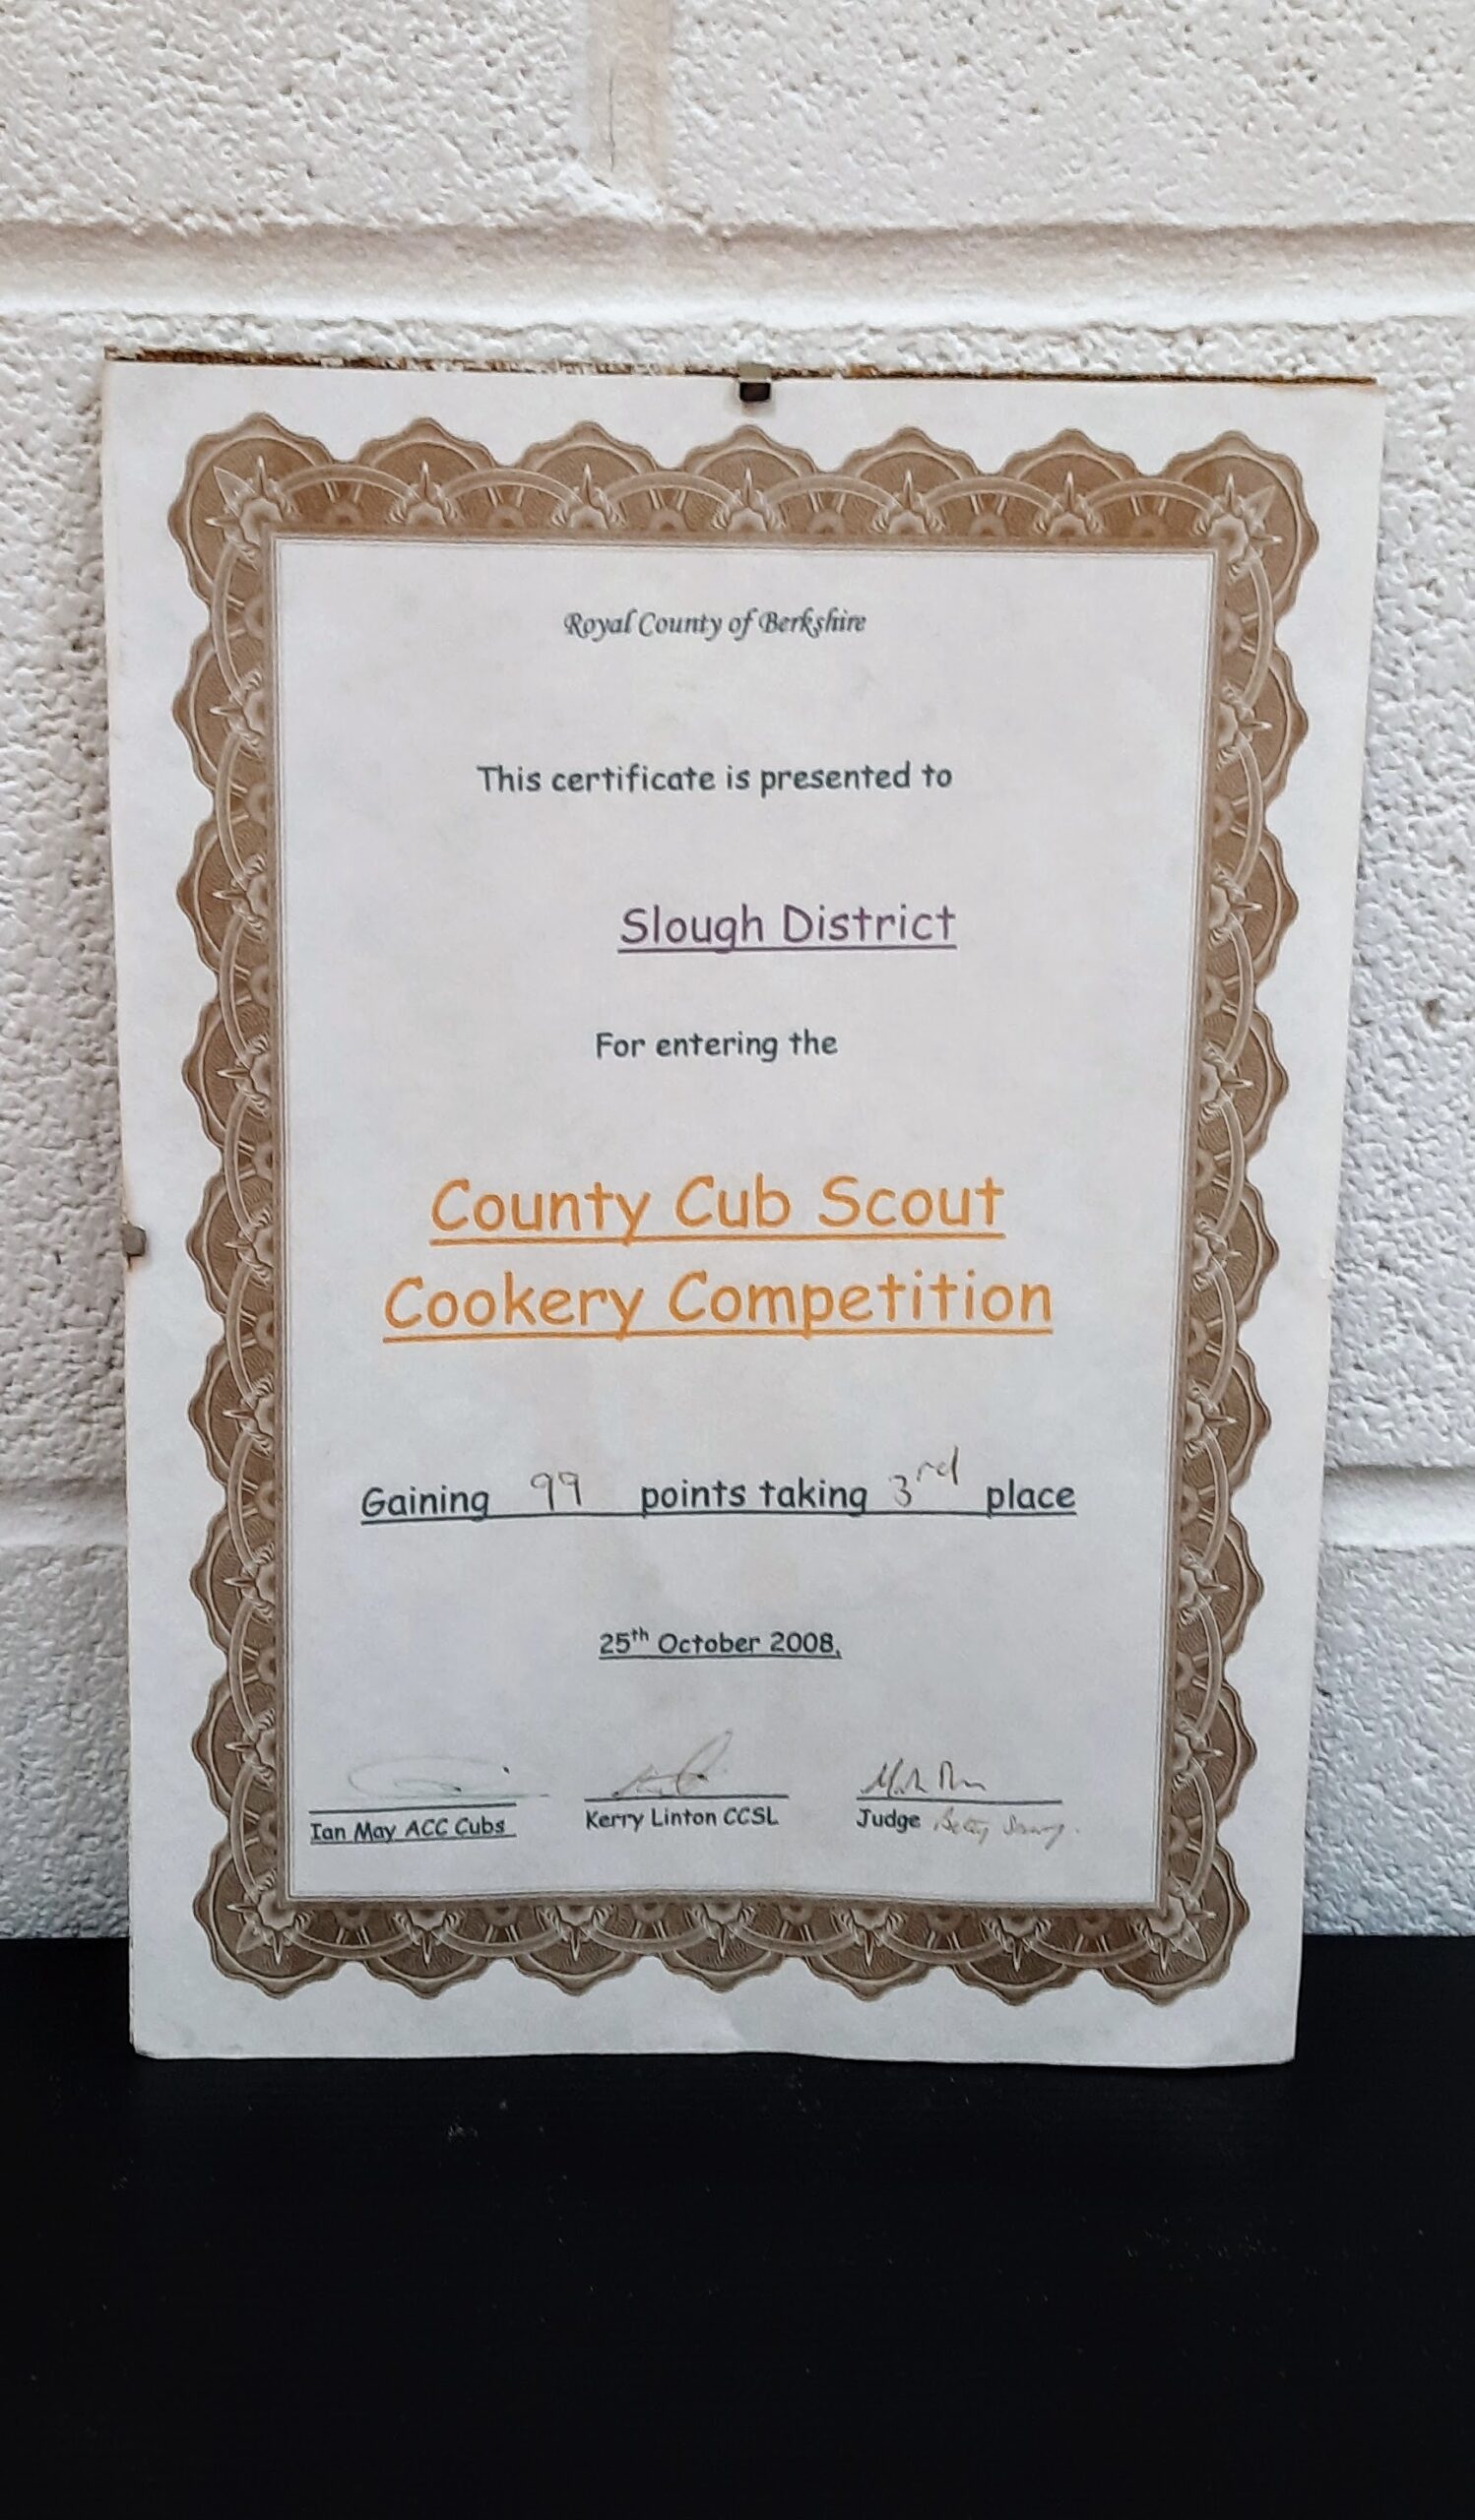 Royal County of Berkshire
This certificate is presented to
Slough District
For entering the
County Cub Scout
Cookery Competition
Gaining 99 points taking 3rd place
25th October 2008,
Ian May ACC Cubs
Kerry Linton CCSL
Judge Betty